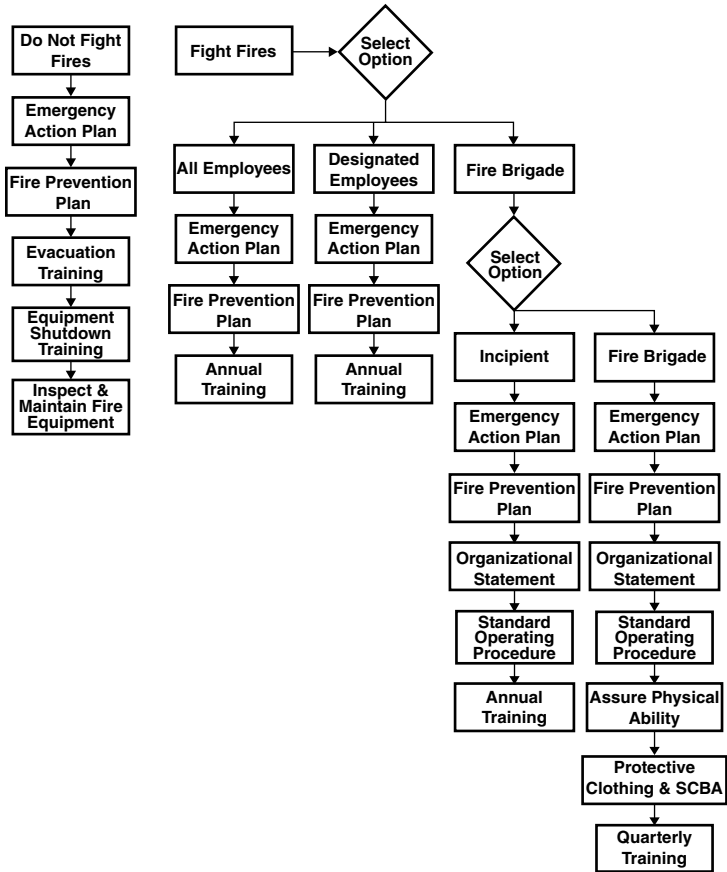 Do Not Fight
Fires
Emergency
Action Plan
Fire Prevention
Plan
Evacuation
Training
Equipment
Shutdown
Training
Inspect &
Maintain Fire
Equipment
Fight Fires
Select
Option
All Employees
Emergency
Action Plan
Fire Prevention
Plan
Annual
Training
Designated
Employees
Emergency
Action Plan
Fire Prevention
Plan
Annual
Training
Fire Brigade
Select
Option
Incipient
Emergency
Action Plan
Fire Prevention
Plan
Organizational
Statement
Standard
Operating
Procedure
Annual
Training
Fire Brigade
Emergency
Action Plan
Fire Prevention
Plan
Organizational
Statement
Standard
Operating
Procedure
Assure Physical
Ability
Protective
Clothing & SCBA
Quarterly
Training